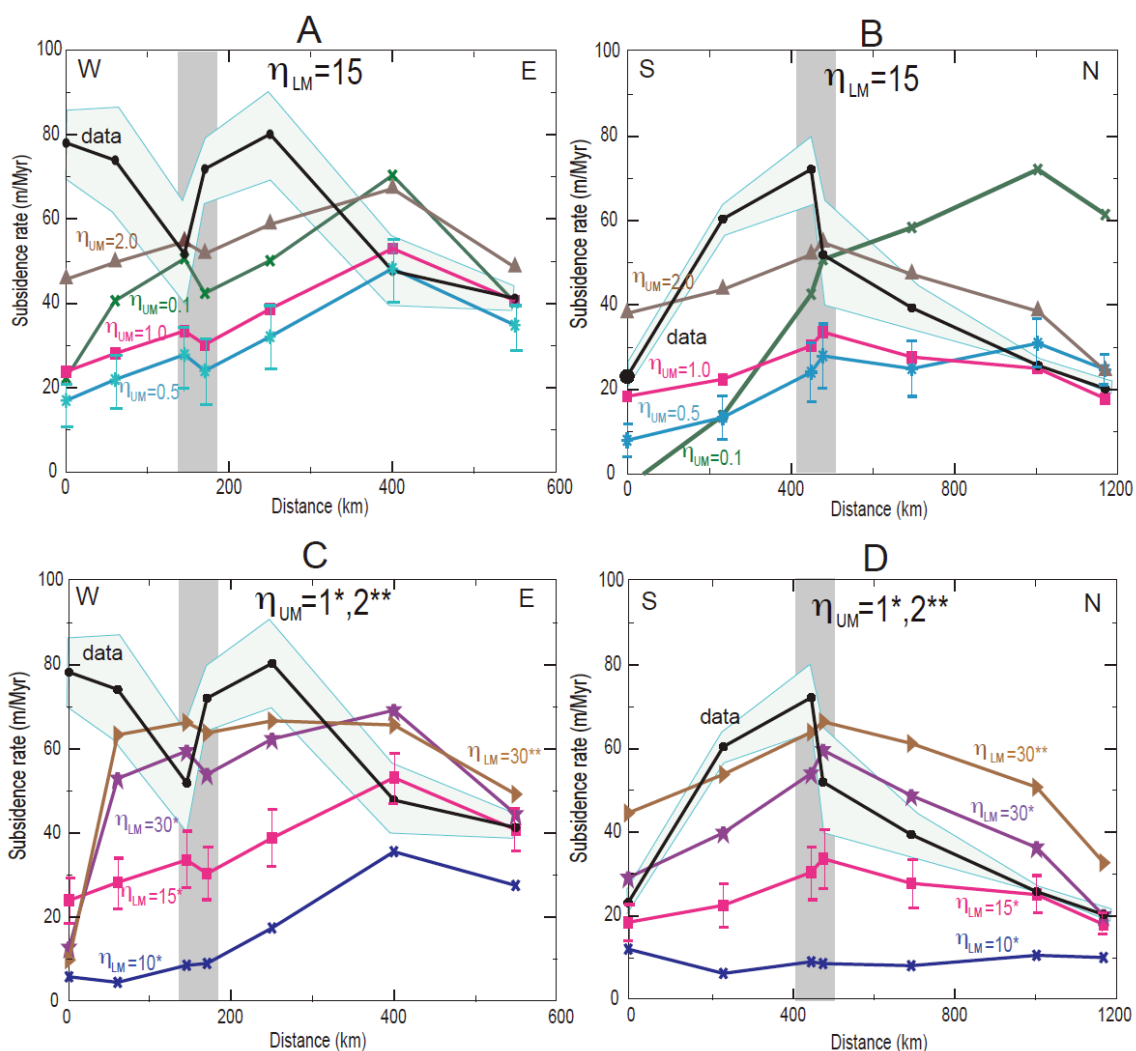 A
W
E
ηLM=15
data
ηUM=2.0
ηUM=0.1
ηUM=1.0
ηUM=0.5
Subsidence rate (m/Myr)
100
80
60
40
20
0
0
200
400
600
Distance (km)
B
S
N
ηLM=15
data
ηUM=2.0
ηUM=1.0
ηUM=0.5
ηUM=0.1
Subsidence rate (m/Myr)
100
80
60
40
20
0
0
400
800
1200
Distance (km)
C
W
E
ηUM=1*,2**
data
ηLM=30**
ηLM=30*
ηLM=15*
ηLM=10*
Subsidence rate (m/Myr)
100
80
60
40
20
0
0
200
400
600
Distance (km)
D
S
N
ηUM=1*,2**
data
ηLM=30**
ηLM=30*
ηLM=15*
ηLM=10*
Subsidence rate (m/Myr)
100
80
60
40
20
0
0
400
800
1200
Distance (km)